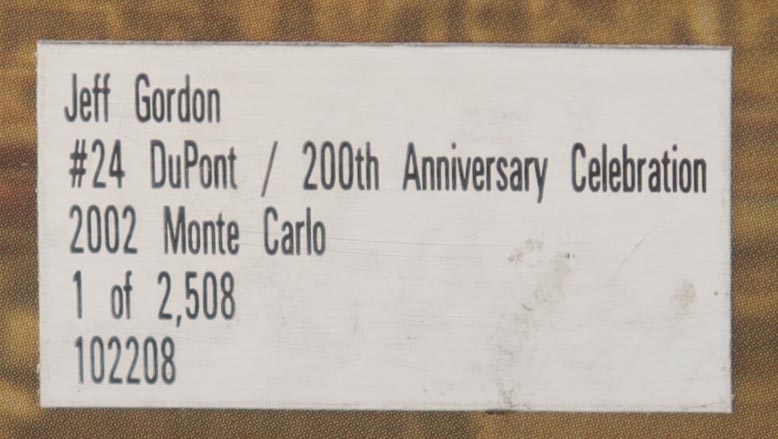 Jeff Gordon
#24 DuPont / 200th Anniversary Celebration
2002 Monte Carlo
1 of 2,508
102208